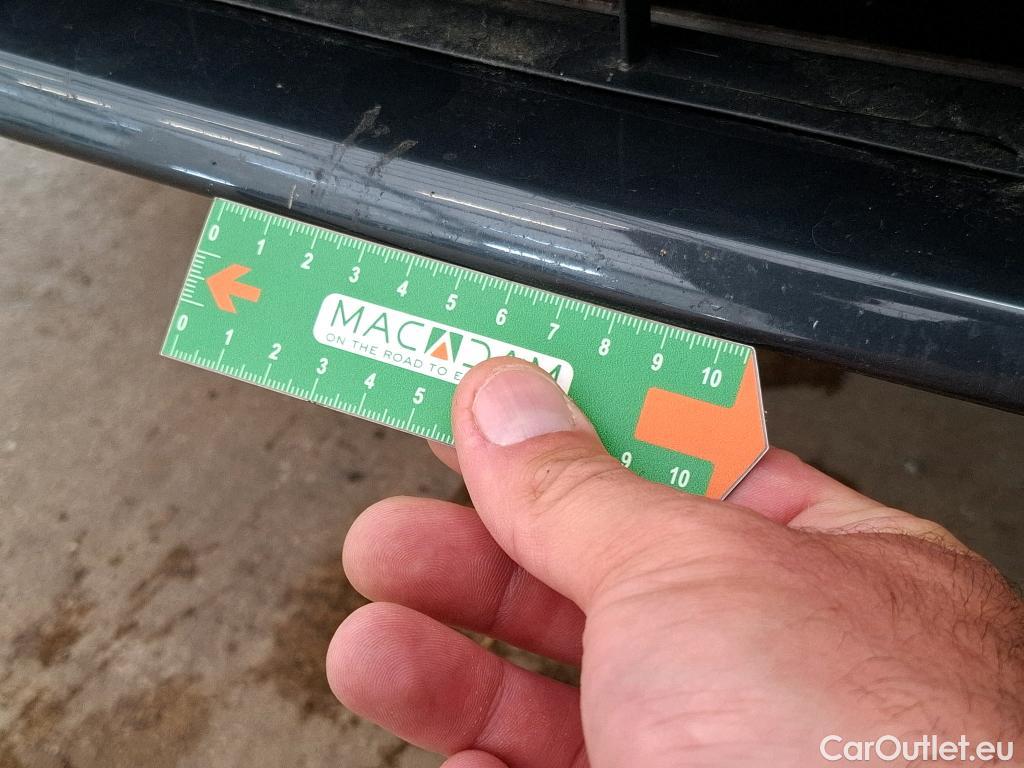 0 1 2 3 4 5 6 7 8 9 10
MACADAM
ON THE ROAD TO E
0 1 2 3 4 5 9 10
CarOutlet.eu